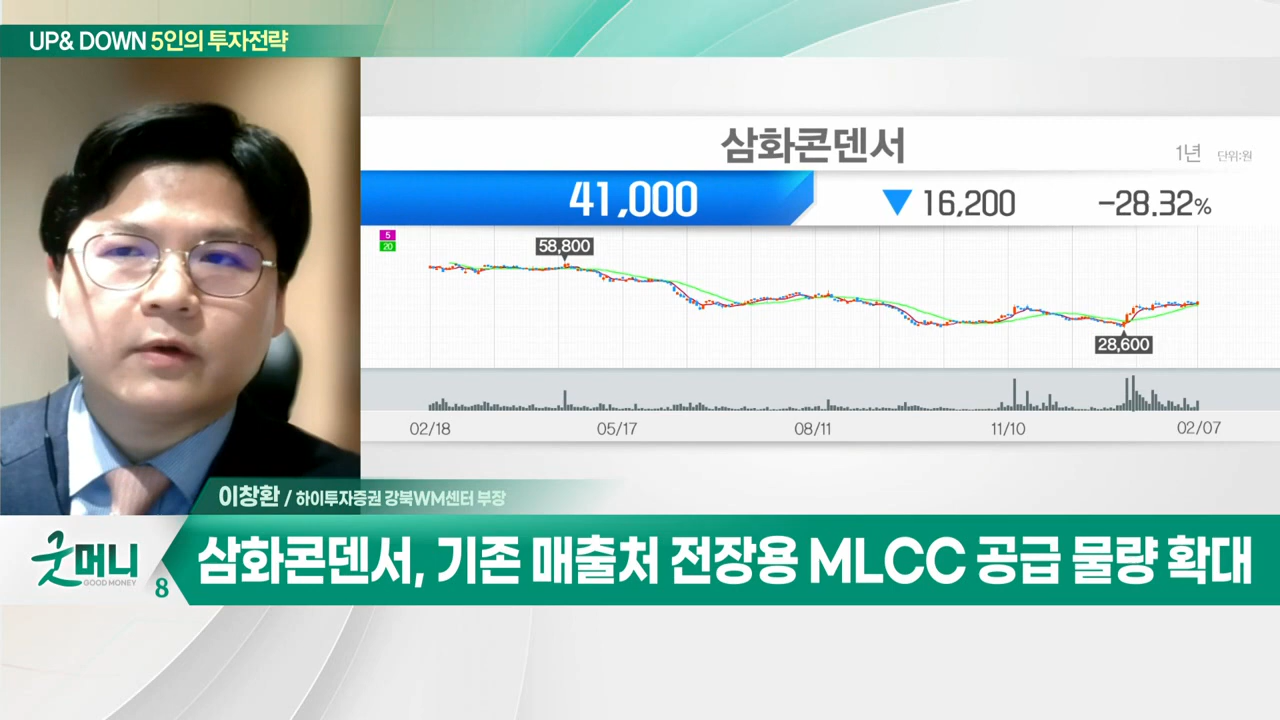 UP& DOWN 5인의 투자전략
삼화콘덴서
1년 단위:원
41,000 ▼ 16,200 -28.32%
5
20
58,800
28,600
02/18 05/17 08/11 11/10 02/07
이창환 / 하이투자증권 강북WM센터 부장
굿머니
GOOD MONEY
8
삼화콘덴서, 기존 매출처 전장용 MLCC 공급 물량 확대